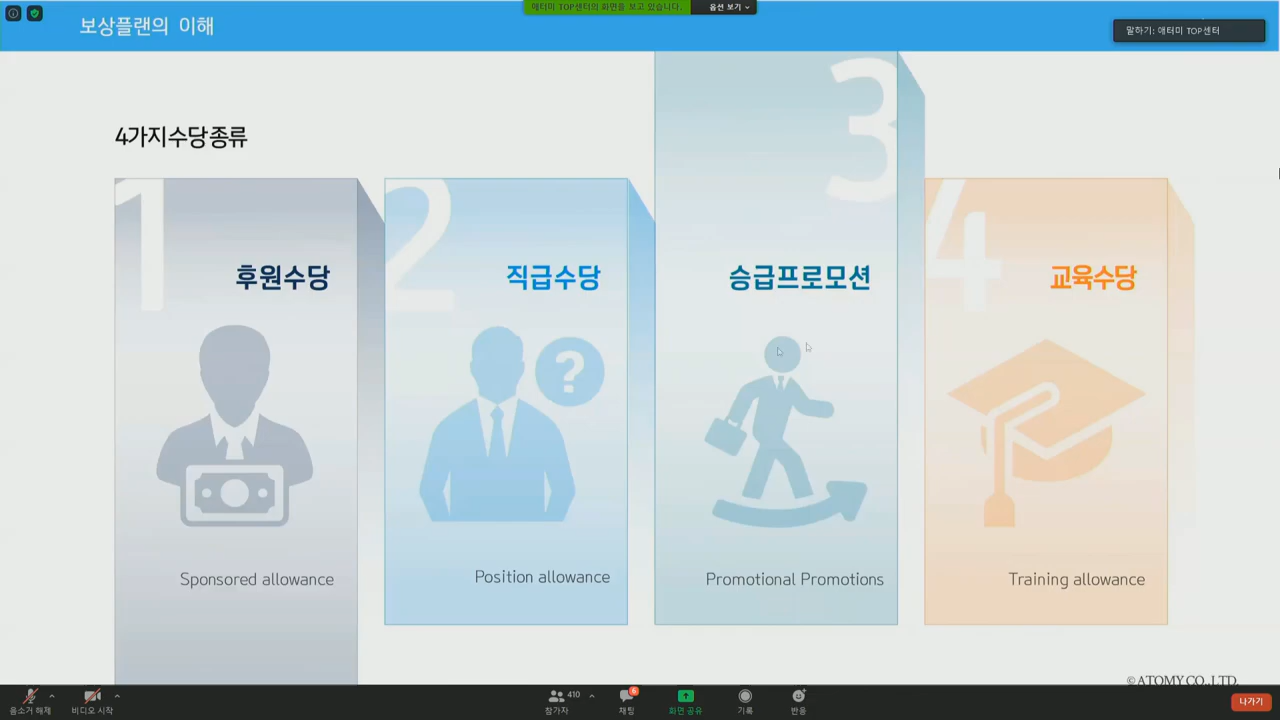 애터미 TOP센터의 화면을 보고 있습니다.
옵션 보기
보상플랜의 이해
말하기: 애터미 TOP센터
4가지수당종류
1
후원수당
Sponsored allowance
2
직급수당
?
Position allowance
3
승급프로모션
Promotional Promotions
4
교육수당
Training allowance
© ATOMY CO., LTD.
음소거 해제
비디오 시작
410
참가자
6
채팅
화면 공유
기록
반응
나가기